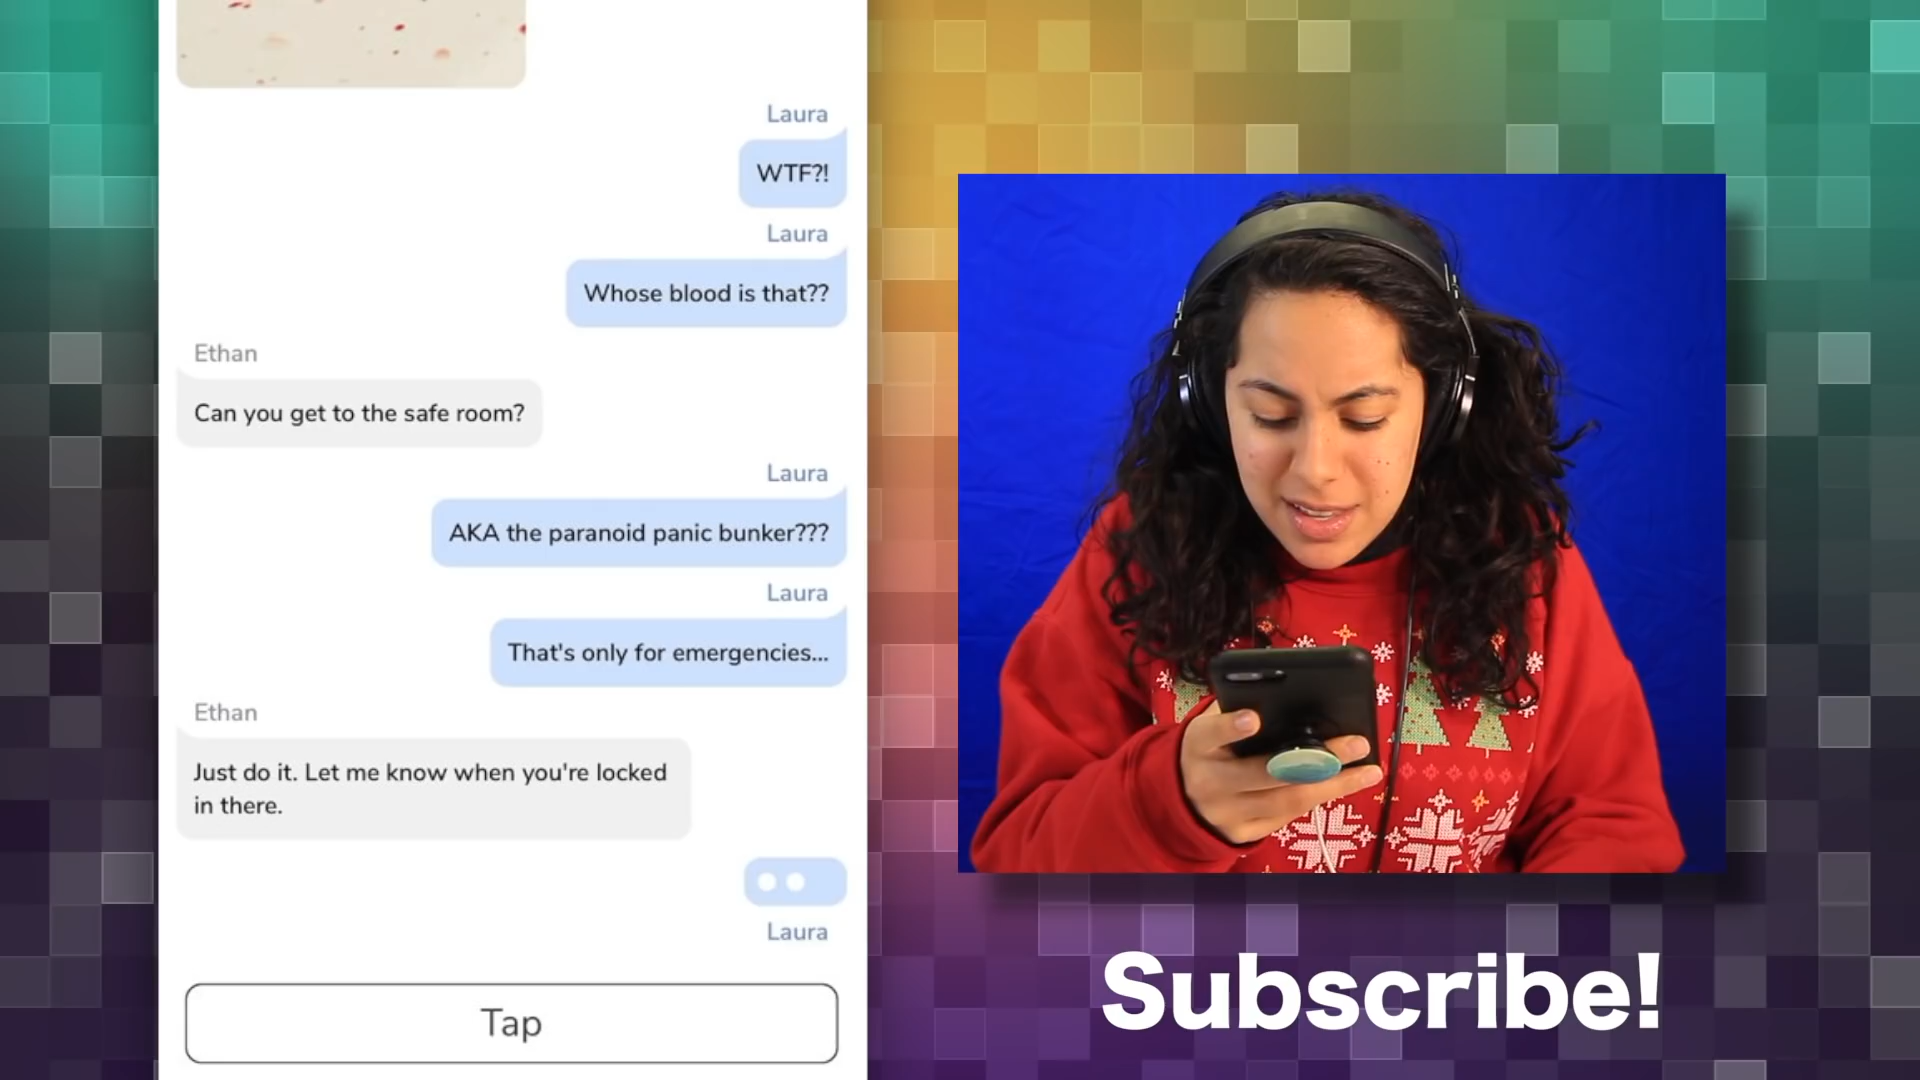 Laura
WTF?!
Laura
Whose blood is that??
Ethan
Can you get to the safe room?
Laura
AKA the paranoid panic bunker???
Laura
That's only for emergencies...
Ethan
Just do it. Let me know when you're locked
in there.
Laura
Tap
Subscribe!